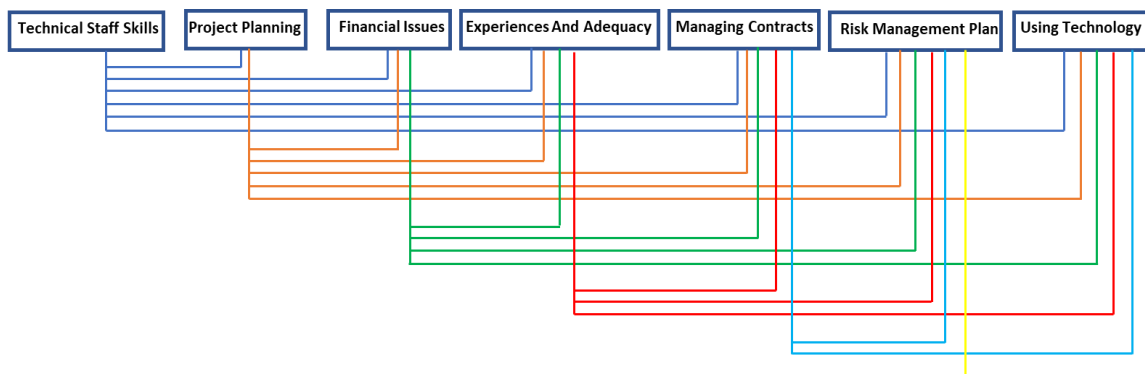 Technical Staff Skills
Project Planning
Financial Issues
Experiences And Adequacy
Managing Contracts
Risk Management Plan
Using Technology